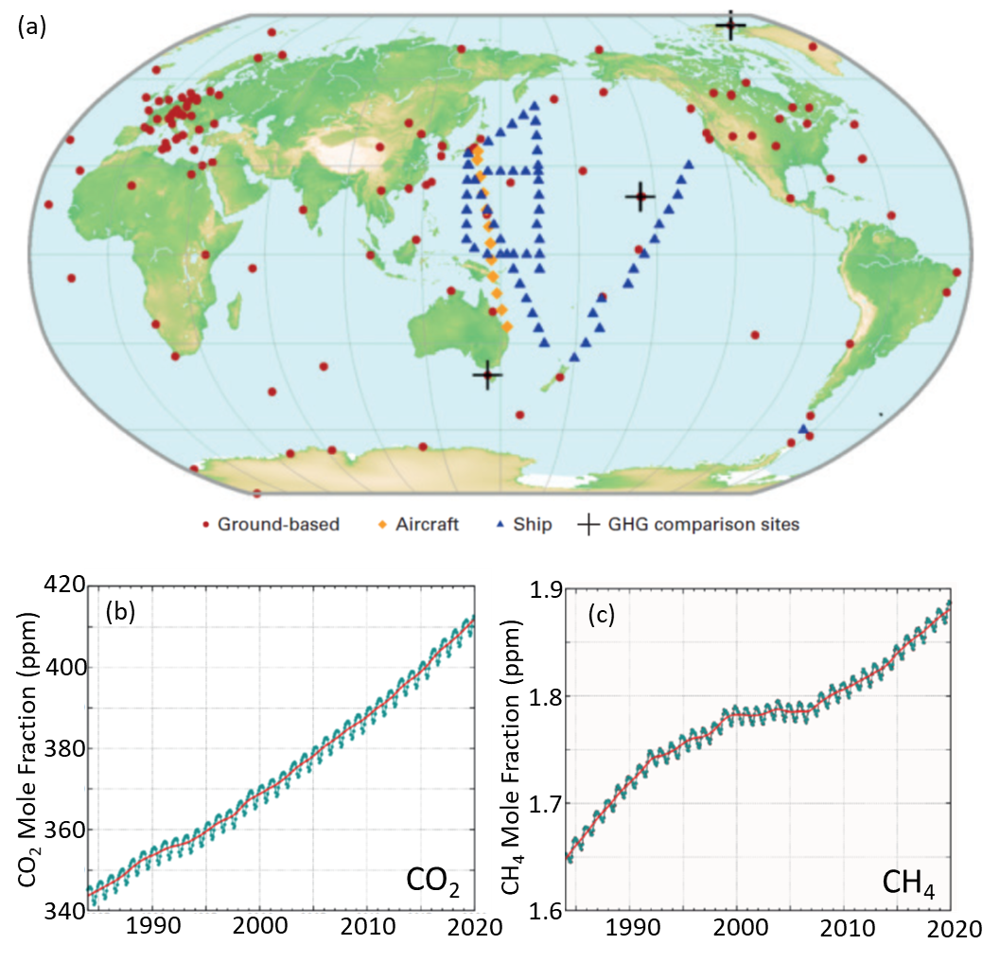 (a)
Ground-based Aircraft Ship GHG comparison sites
420
400
380
360
340
CO₂ Mole Fraction (ppm)
(b)
CO₂
1990 2000 2010 2020
1.9
1.8
1.7
1.6
CH₄ Mole Fraction (ppm)
(c)
CH₄
1990 2000 2010 2020